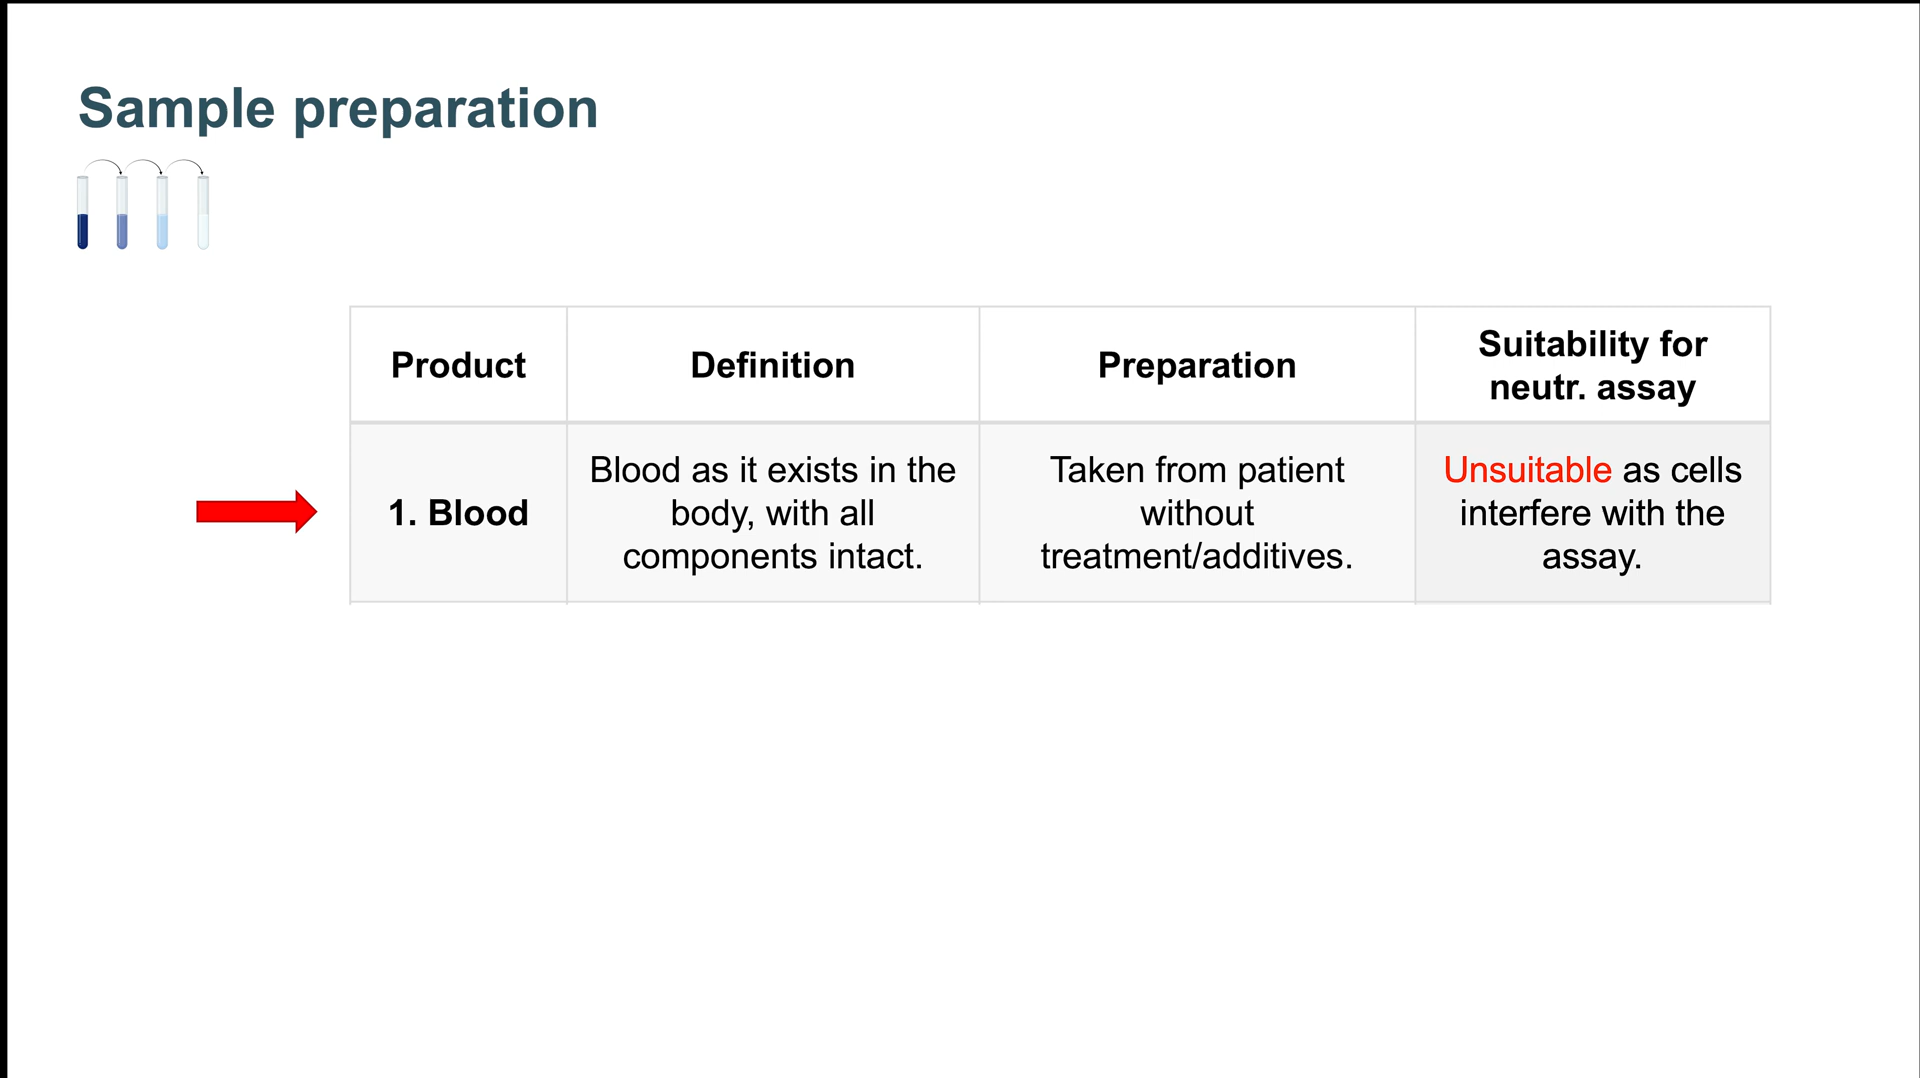 Sample preparation
Product
Definition
Preparation
Suitability for
neutr. assay
1. Blood
Blood as it exists in the
body, with all
components intact.
Taken from patient
without
treatment/additives.
Unsuitable as cells
interfere with the
assay.